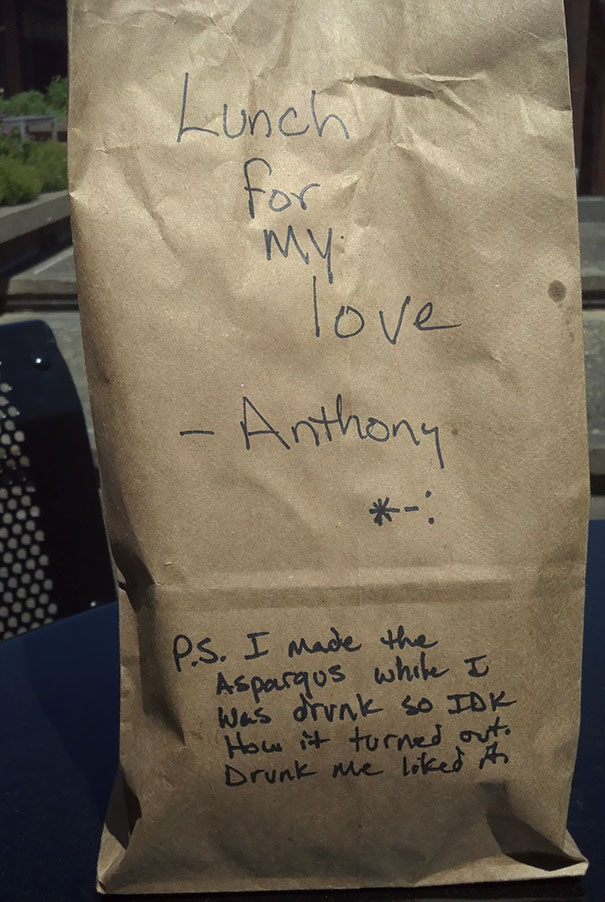 Lunch
for
my
love
- Anthony
*-:
P.S. I made the
Aspargus while I
was drunk so IDK
How it turned out.
Drunk me liked it